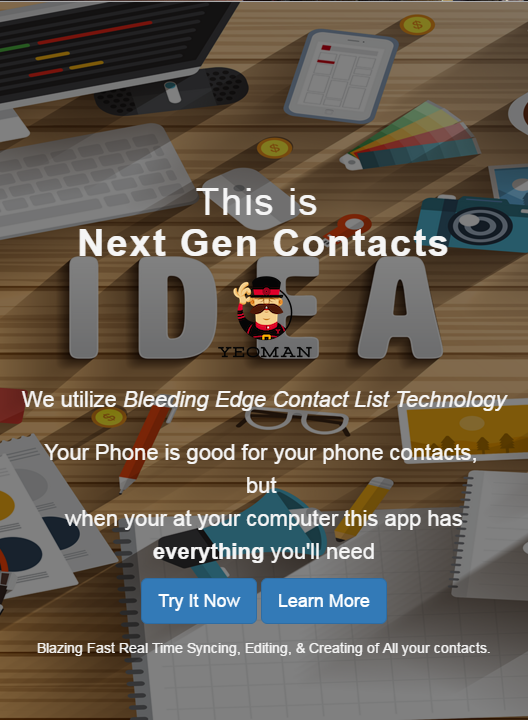 This is
Next Gen Contacts
IDEA
YEOMAN
We utilize Bleeding Edge Contact List Technology
Your Phone is good for your phone contacts,
but
when your at your computer this app has
everything you'll need
Try It Now Learn More
Blazing Fast Real Time Syncing, Editing, & Creating of All your contacts.